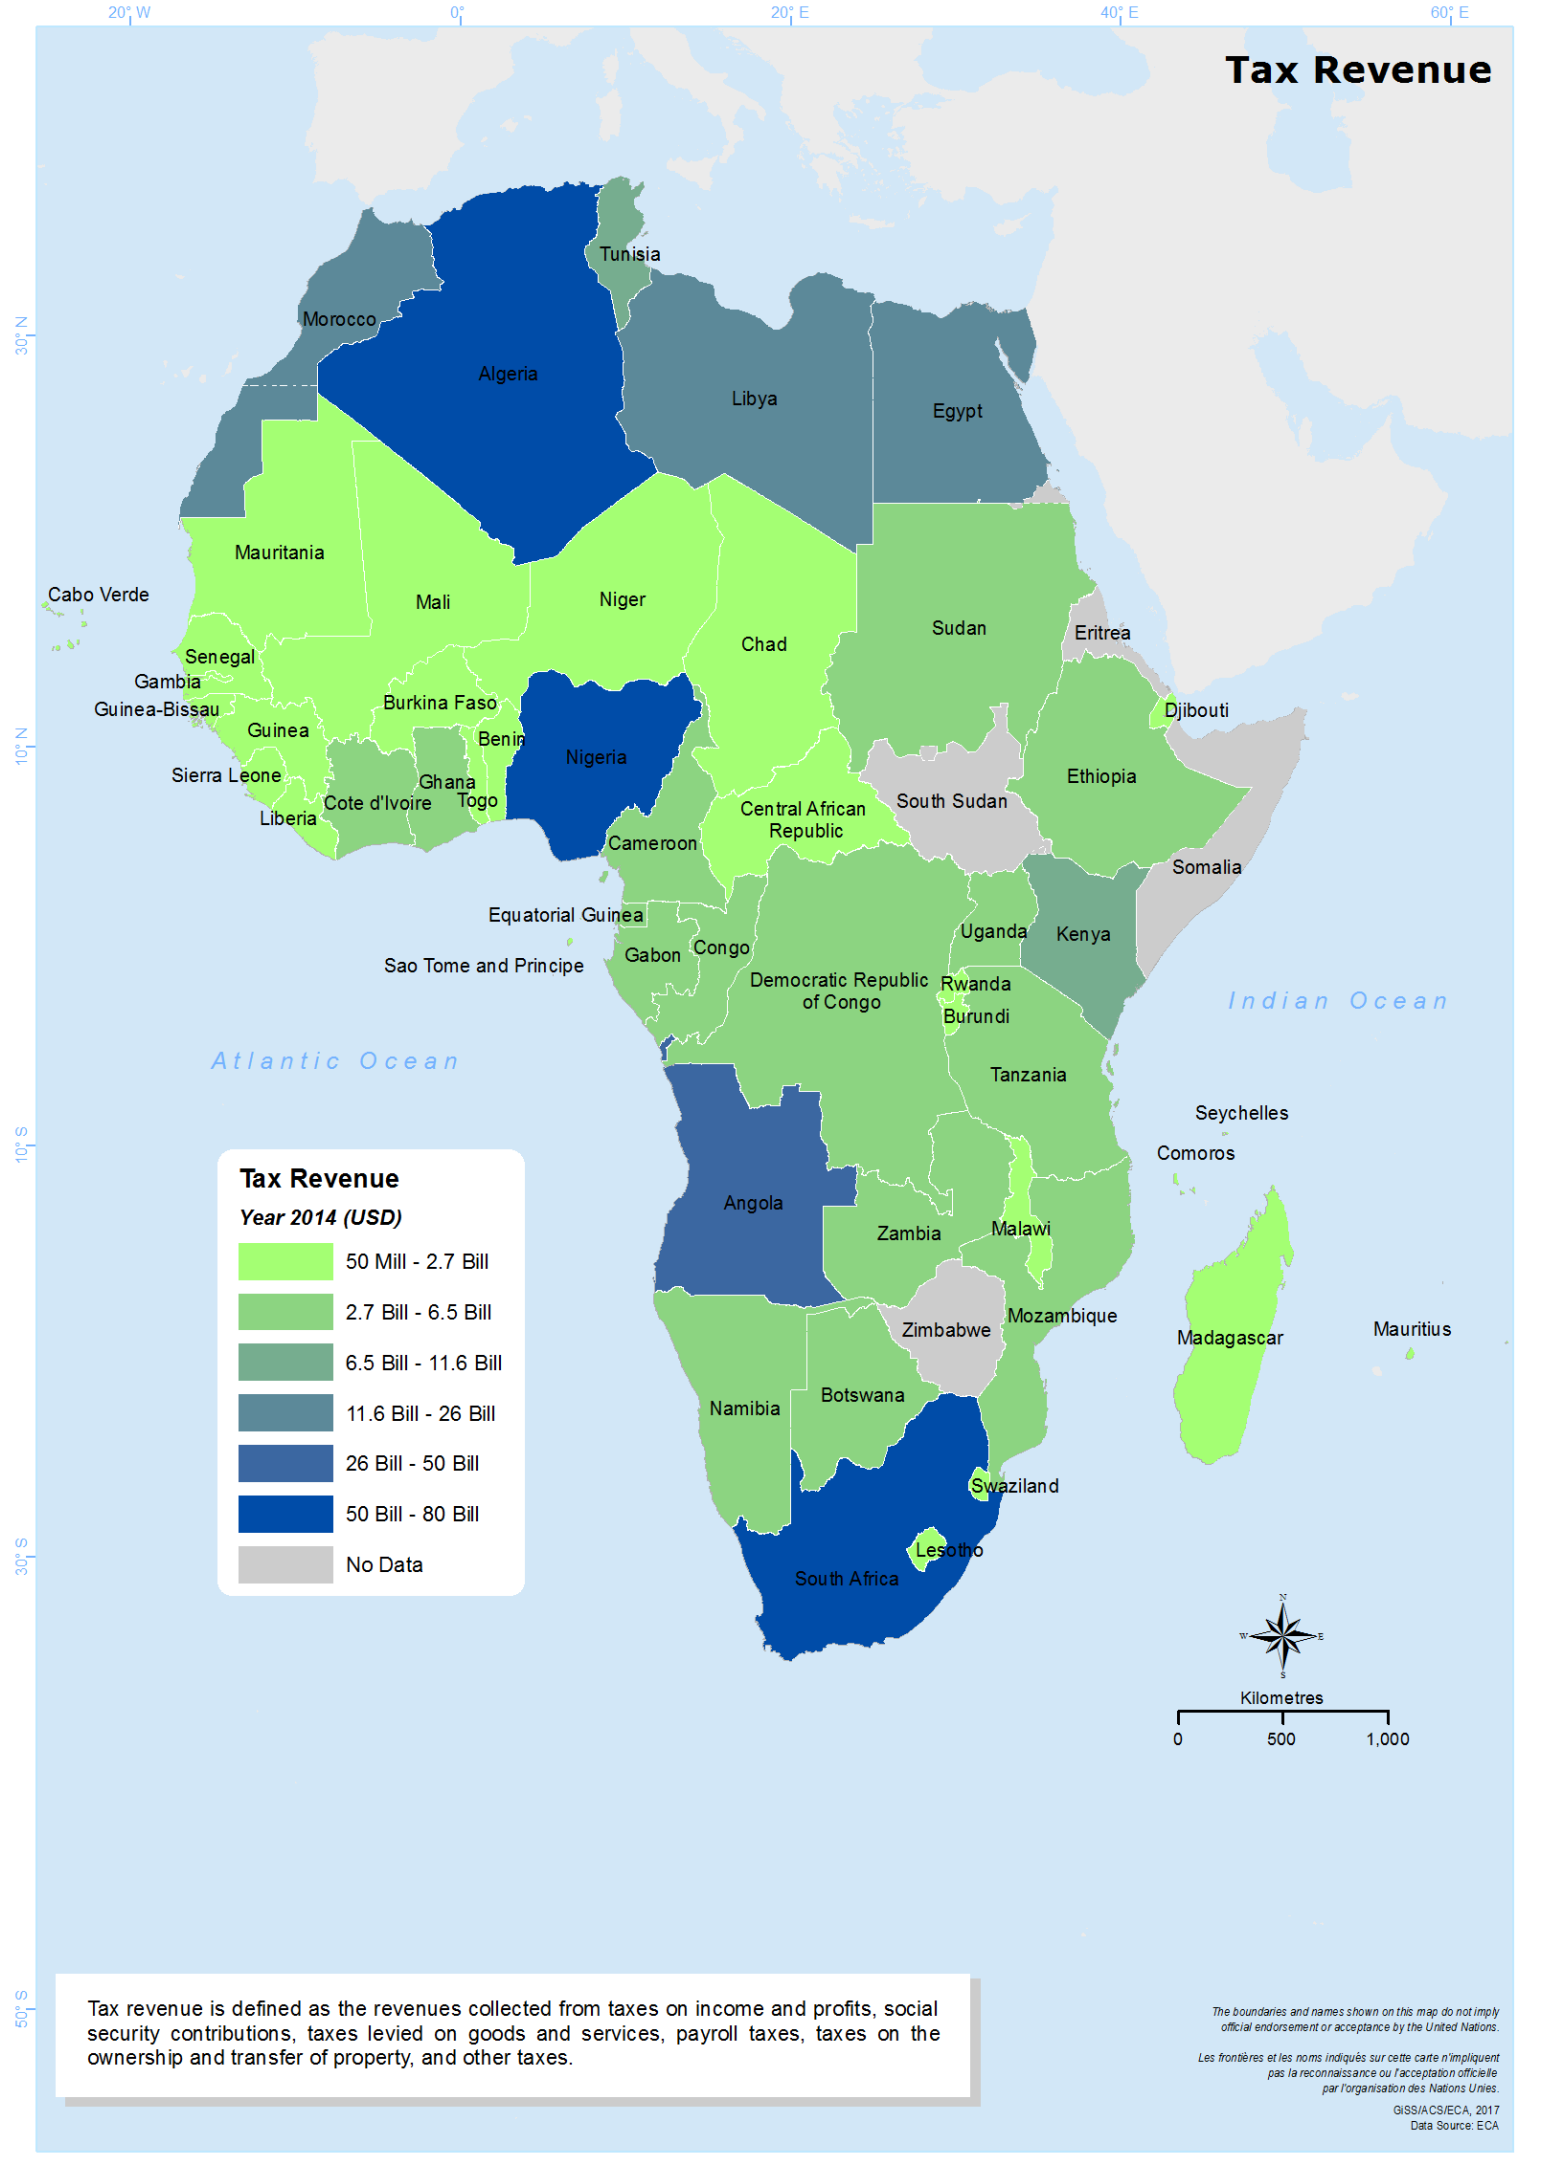 20° W
0°
20° E
40° E
60° E
Tax Revenue
30° N
10° N
10° S
30° S
50° S
Tunisia
Morocco
Algeria
Libya
Egypt
Mauritania
Cabo Verde
Mali
Niger
Chad
Sudan
Eritrea
Senegal
Gambia
Guinea-Bissau
Burkina Faso
Djibouti
Guinea
Benin
Nigeria
Sierra Leone
Ghana
Cote d'Ivoire
Togo
Liberia
Central African
Republic
South Sudan
Ethiopia
Cameroon
Somalia
Equatorial Guinea
Uganda
Kenya
Gabon
Congo
Sao Tome and Principe
Democratic Republic
of Congo
Rwanda
Burundi
Indian Ocean
Atlantic Ocean
Tanzania
Seychelles
Comoros
Angola
Zambia
Malawi
Mozambique
Zimbabwe
Madagascar
Mauritius
Namibia
Botswana
Swaziland
Lesotho
South Africa
Tax Revenue
Year 2014 (USD)
50 Mill - 2.7 Bill
2.7 Bill - 6.5 Bill
6.5 Bill - 11.6 Bill
11.6 Bill - 26 Bill
26 Bill - 50 Bill
50 Bill - 80 Bill
No Data
N
W
E
S
Kilometres
0 500 1,000
Tax revenue is defined as the revenues collected from taxes on income and profits, social
security contributions, taxes levied on goods and services, payroll taxes, taxes on the
ownership and transfer of property, and other taxes.
The boundaries and names shown on this map do not imply
official endorsement or acceptance by the United Nations.
Les frontières et les noms indiqués sur cette carte n'impliquent
pas la reconnaissance ou l'acceptation officielle
par l'organisation des Nations Unies.
GiSS/ACS/ECA, 2017
Data Source: ECA